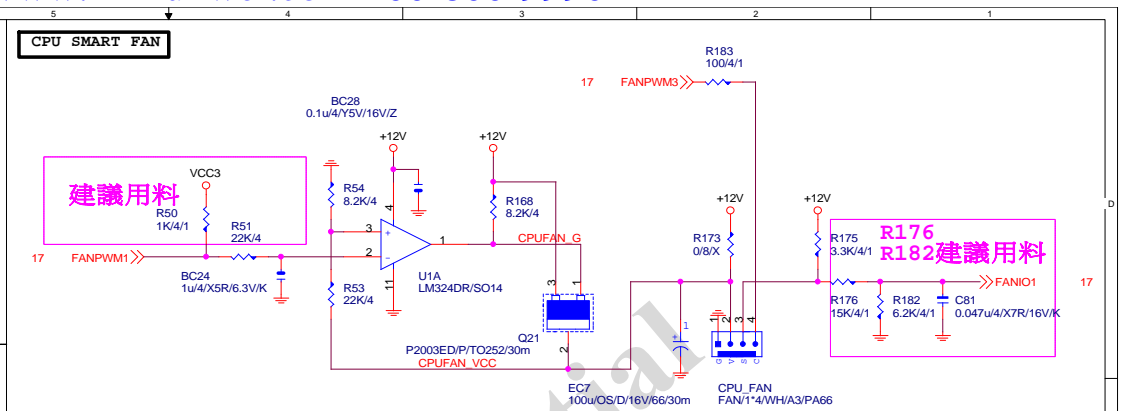 5 4 3 2 1
CPU SMART FAN
R183
100/4/1
17 FANPWM3
BC28
0.1u/4/Y5V/16V/Z
+12V
+12V
建議用料
VCC3
R50
1K/4/1
R51
22K/4
17 FANPWM1
BC24
1u/4/X5R/6.3V/K
R54
8.2K/4
R53
22K/4
4
3
+
2
-
1
11
U1A
LM324DR/SO14
R168
8.2K/4
CPUFAN_G
3
1
Q21
2
P2003ED/P/TO252/30m
CPUFAN_VCC
+12V
R173
0/8/X
+12V
R175
3.3K/4/1
R176
R182建議用料
FANIO1 17
R176
15K/4/1
R182
6.2K/4/1
C81
0.047u/4/X7R/16V/K
+
1
EC7
100u/OS/D/16V/66/30m
1 2 3 4
G V S C
CPU_FAN
FAN/1*4/WH/A3/PA66
D